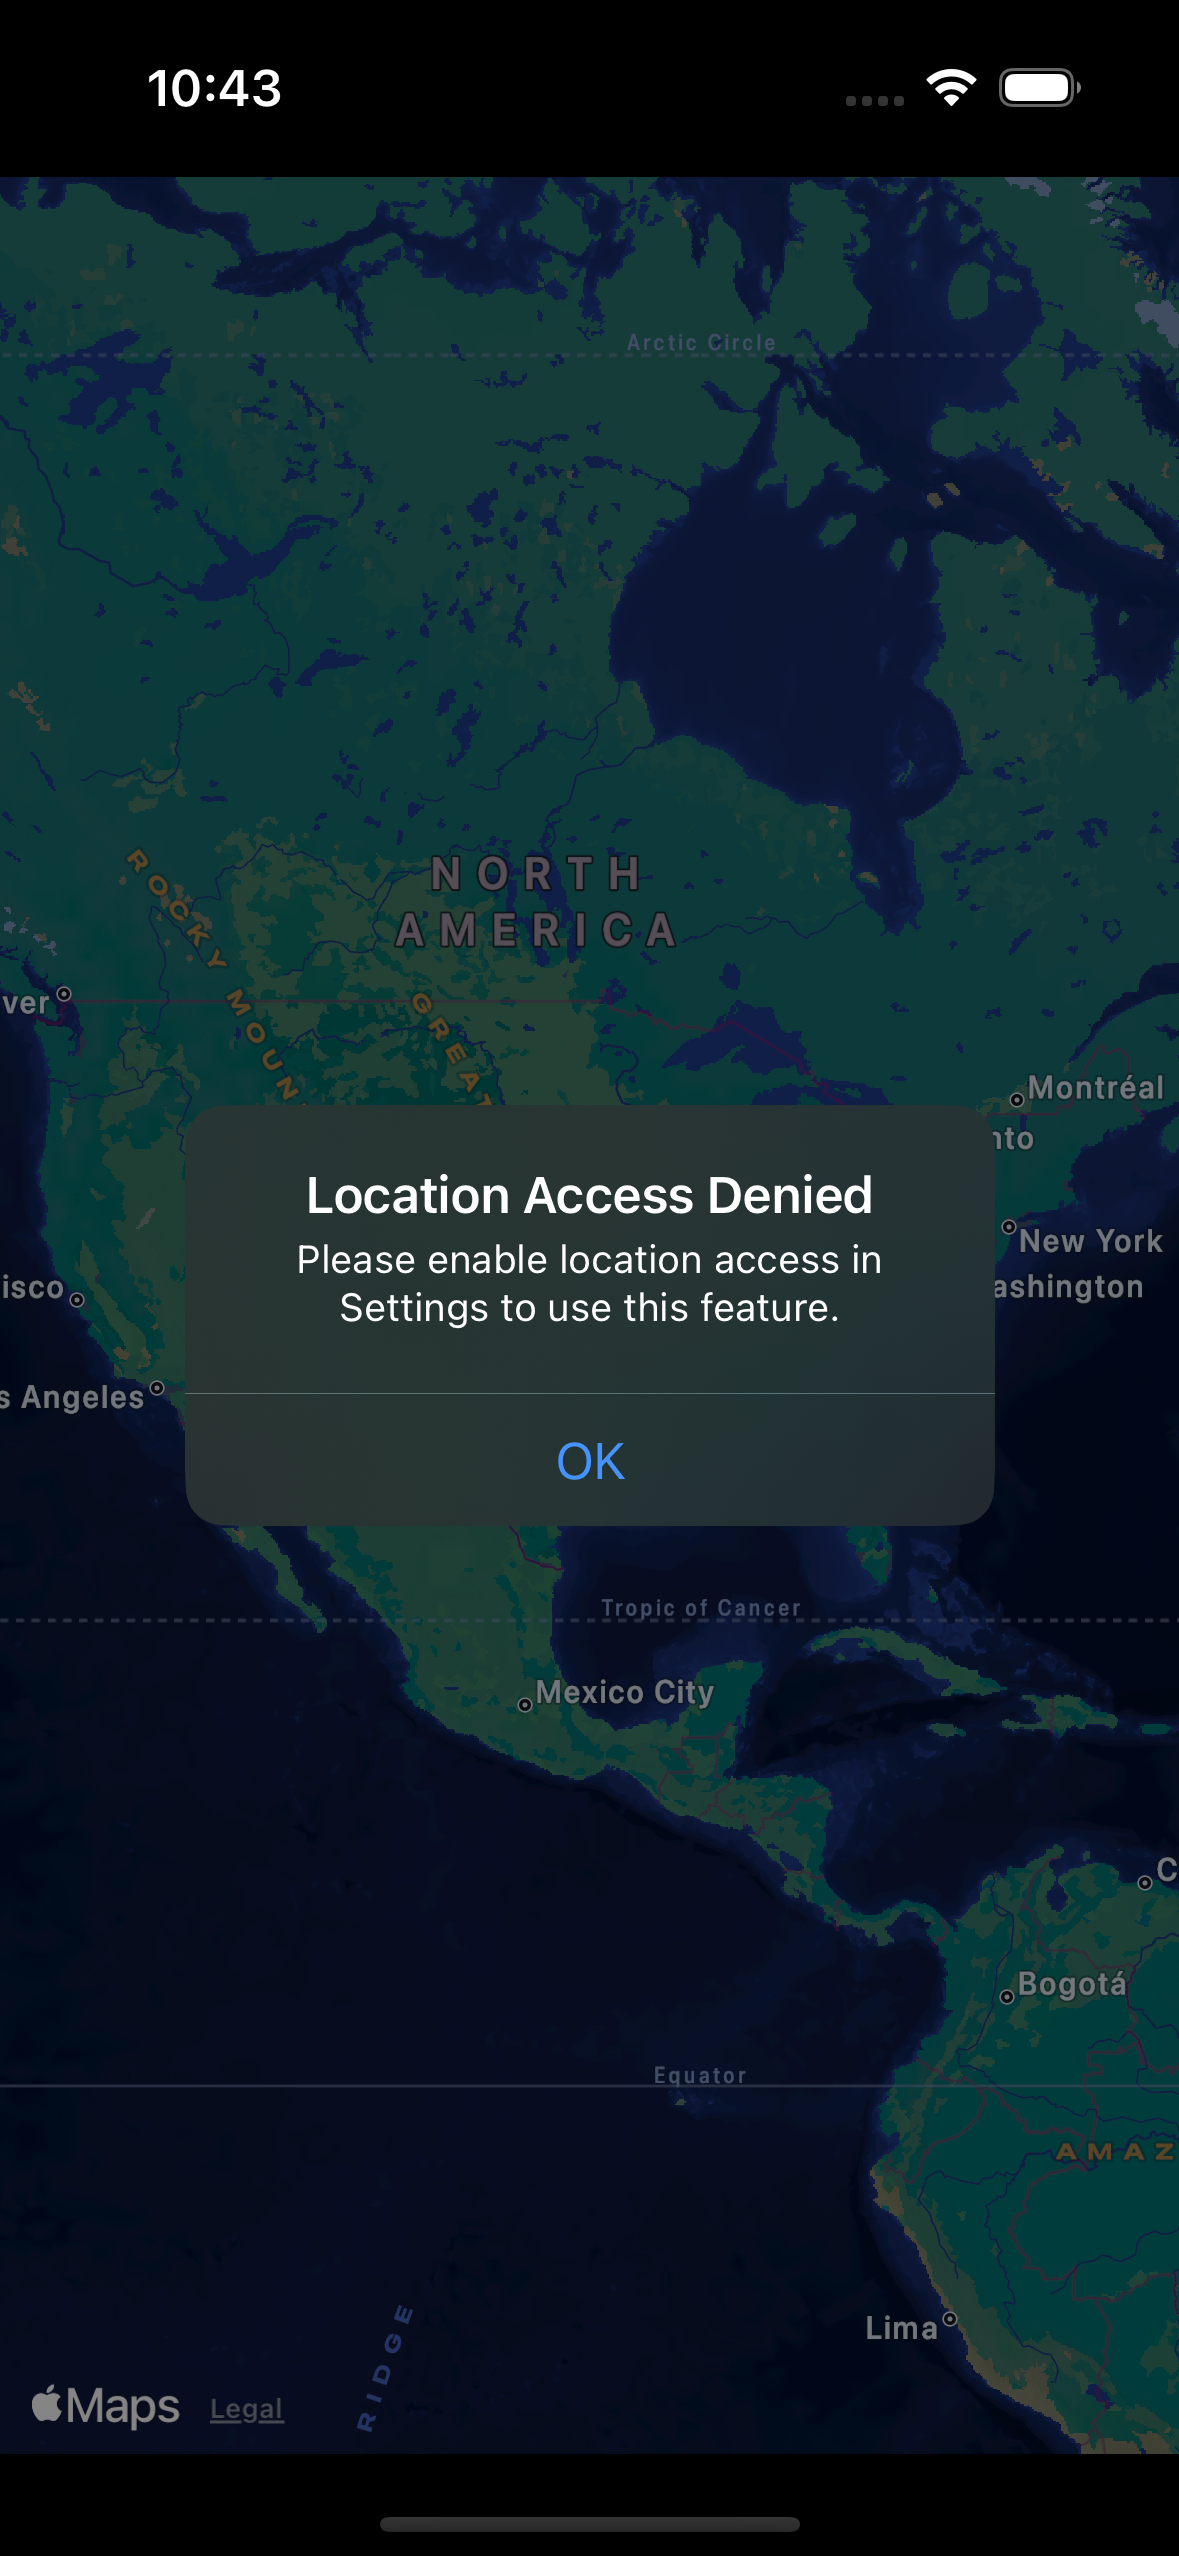 10:43
Arctic Circle
NORTH
AMERICA
ROCKY MOUN
GREAT
ver
Montréal
nto
New York
ashington
isco
s Angeles
Location Access Denied
Please enable location access in
Settings to use this feature.
OK
Tropic of Cancer
Mexico City
C
Bogotá
Equator
AMAZ
Lima
RIDGE
Maps
Legal